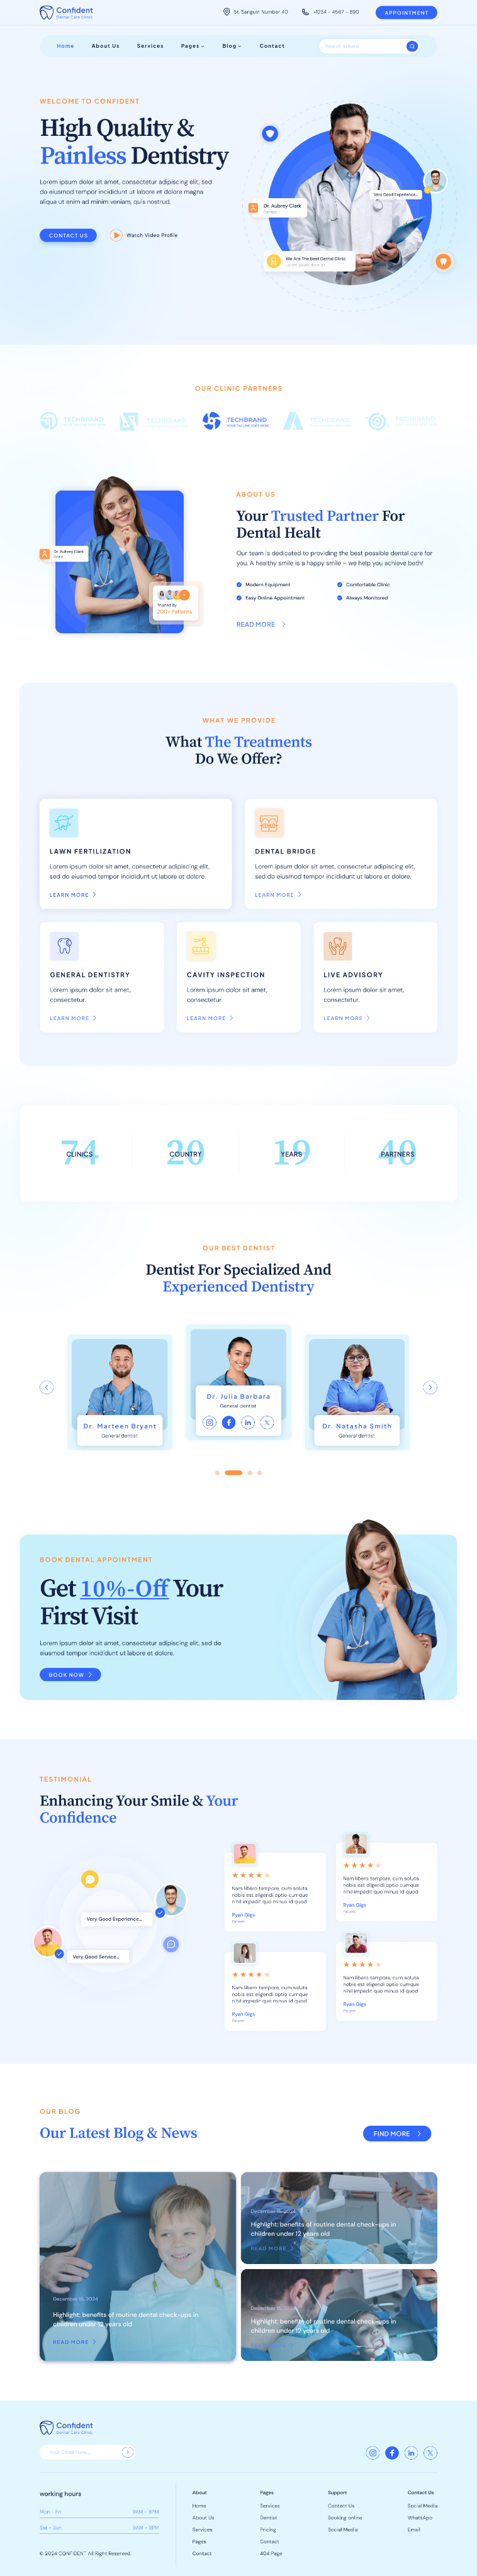 Confident
Dental Care Clinic
St. Sanguin Number 40
+1234 - 4567 - 890
APPOINTMENT
Home
About Us
Services
Pages
Blog
Contact
Search In Here
WELCOME TO CONFIDENT
High Quality &
Painless Dentistry
Lorem ipsum dolor sit amet, consectetur adipiscing elit, sed
do eiusmod tempor incididunt ut labore et dolore magna
aliqua ut enim ad minim veniam, quis nostrud.
CONTACT US
Watch Video Profile
Very Good Experience...
Dr. Aubrey Clark
Dentist
We Are The Best Dental Clinic
OUR CLINIC PARTNERS
TECHBRAND
TECHBRAND
TECHBRAND
YOUR TAGLINE GOES HERE
TECHBRAND
TECHBRAND
ABOUT US
Your Trusted Partner For
Dental Healt
Our team is dedicated to providing the best possible dental care for
you. A healthy smile is a happy smile – we help you achieve both!
Modern Equipment
Comfortable Clinic
Easy Online Appointment
Always Monitored
READ MORE
Dr. Aubrey Clark
Dentist
Trusted By
200+ Patients
WHAT WE PROVIDE
What The Treatments
Do We Offer?
LAWN FERTILIZATION
Lorem ipsum dolor sit amet, consectetur adipiscing elit,
sed do eiusmod tempor incididunt ut labore et dolore.
LEARN MORE
DENTAL BRIDGE
Lorem ipsum dolor sit amet, consectetur adipiscing elit,
sed do eiusmod tempor incididunt ut labore et dolore.
LEARN MORE
GENERAL DENTISTRY
Lorem ipsum dolor sit amet,
consectetur.
LEARN MORE
CAVITY INSPECTION
Lorem ipsum dolor sit amet,
consectetur.
LEARN MORE
LIVE ADVISORY
Lorem ipsum dolor sit amet,
consectetur.
LEARN MORE
74
CLINICS
20
COUNTRY
19
YEARS
40
PARTNERS
OUR BEST DENTIST
Dentist For Specialized And
Experienced Dentistry
Dr. Marteen Bryant
General dentist
Dr. Julia Barbara
General dentist
Dr. Natasha Smith
General dentist
BOOK DENTAL APPOINTMENT
Get 10%-Off Your
First Visit
Lorem ipsum dolor sit amet, consectetur adipiscing elit, sed do
eiusmod tempor incididunt ut labore et dolore.
BOOK NOW
TESTIMONIAL
Enhancing Your Smile & Your
Confidence
Very Good Experience...
Very Good Service...
Nam libero tempore, cum soluta
nobis est eligendi optio cumque
nihil impedit quo minus id quod
Ryan Gigs
Nam libero tempore, cum soluta
nobis est eligendi optio cumque
nihil impedit quo minus id quod
Ryan Gigs
Nam libero tempore, cum soluta
nobis est eligendi optio cumque
nihil impedit quo minus id quod
Ryan Gigs
Nam libero tempore, cum soluta
nobis est eligendi optio cumque
nihil impedit quo minus id quod
Ryan Gigs
OUR BLOG
Our Latest Blog & News
FIND MORE
December 15, 2024
Highlight: benefits of routine dental check-ups in
children under 12 years old
READ MORE
December 15, 2024
Highlight: benefits of routine dental check-ups in
children under 12 years old
READ MORE
December 15, 2024
Highlight: benefits of routine dental check-ups in
children under 12 years old
Confident
Dental Care Clinic
Your Email Here...
working hours
Mon - Fri
9AM - 8PM
Sat - Sun
9AM - 8PM
© 2024 CONFIDENT All Right Reserved.
About
Home
About Us
Services
Pages
Contact
Pages
Services
Dentist
Pricing
Contact
404 Page
Support
Contact Us
Booking online
Social Media
Contact Us
Social Media
WhatsApp
Email